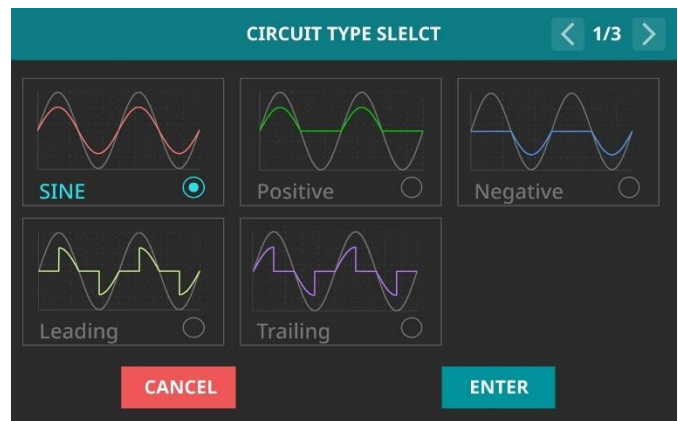 CIRCUIT TYPE SLELCT
1/3
SINE
Positive
Negative
Leading
Trailing
CANCEL
ENTER